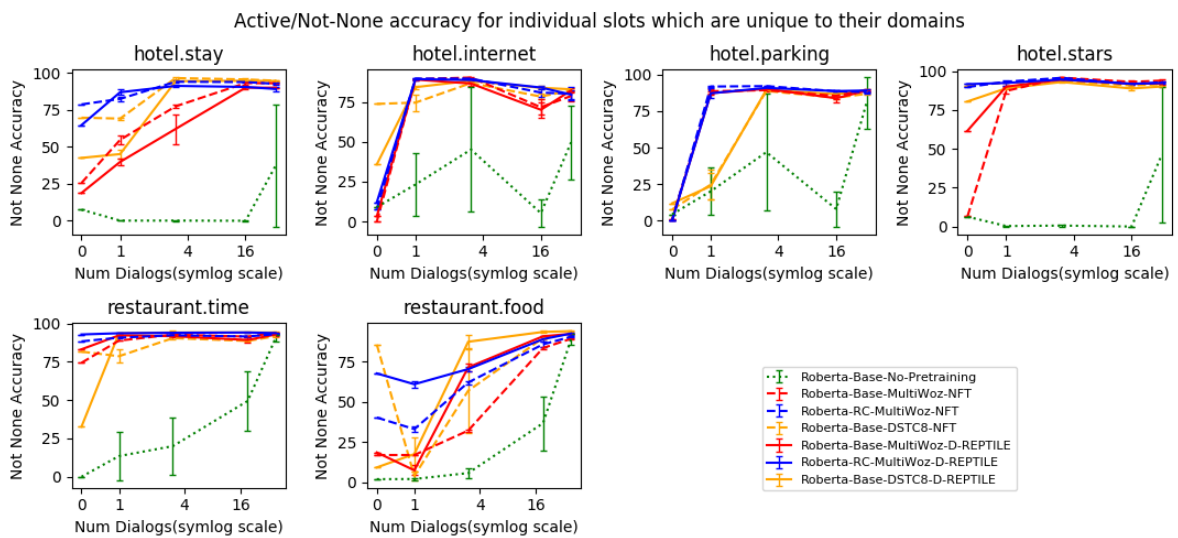 Active/Not-None accuracy for individual slots which are unique to their domains
hotel.stay
Not None Accuracy
100
75
50
25
0
0 1 4 16
Num Dialogs(symlog scale)
hotel.internet
Not None Accuracy
75
50
25
0
0 1 4 16
Num Dialogs(symlog scale)
hotel.parking
Not None Accuracy
100
75
50
25
0
0 1 4 16
Num Dialogs(symlog scale)
hotel.stars
Not None Accuracy
100
75
50
25
0
0 1 4 16
Num Dialogs(symlog scale)
restaurant.time
Not None Accuracy
100
75
50
25
0
0 1 4 16
Num Dialogs(symlog scale)
restaurant.food
Not None Accuracy
75
50
25
0
0 1 4 16
Num Dialogs(symlog scale)
Roberta-Base-No-Pretraining
Roberta-Base-MultiWoz-NFT
Roberta-RC-MultiWoz-NFT
Roberta-Base-DSTC8-NFT
Roberta-Base-MultiWoz-D-REPTILE
Roberta-RC-MultiWoz-D-REPTILE
Roberta-Base-DSTC8-D-REPTILE